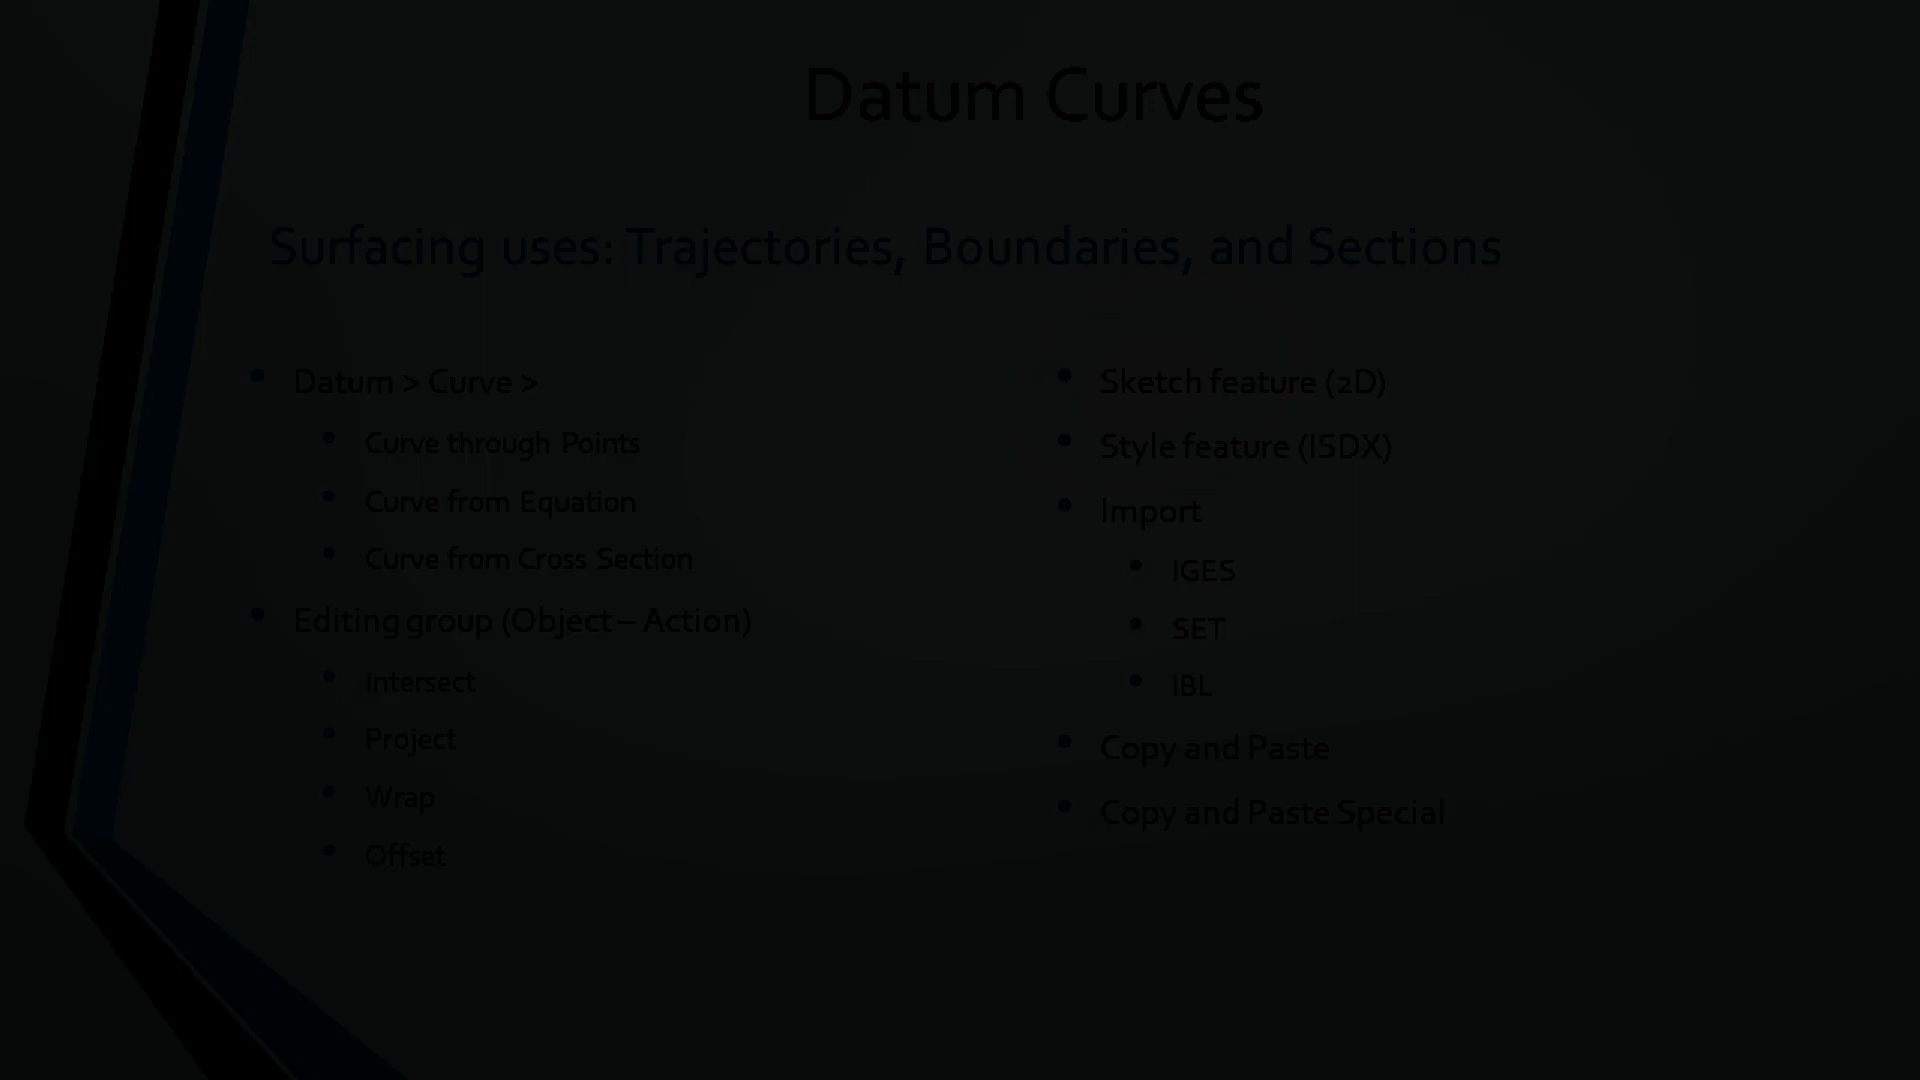 Datum Curves
Surfacing uses: Trajectories, Boundaries, and Sections
Datum > Curve >
Curve through Points
Curve from Equation
Curve from Cross Section
Editing group (Object – Action)
Intersect
Project
Wrap
Offset
Sketch feature (2D)
Style feature (ISDX)
Import
IGES
SET
IBL
Copy and Paste
Copy and Paste Special